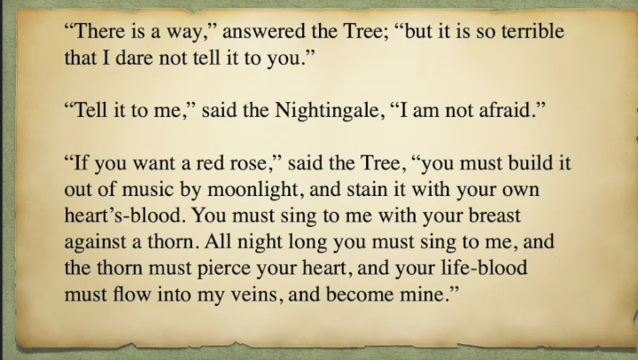 “There is a way,” answered the Tree; “but it is so terrible
that I dare not tell it to you.”
“Tell it to me,” said the Nightingale, “I am not afraid.”
“If you want a red rose,” said the Tree, “you must build it
out of music by moonlight, and stain it with your own
heart’s-blood. You must sing to me with your breast
against a thorn. All night long you must sing to me, and
the thorn must pierce your heart, and your life-blood
must flow into my veins, and become mine.”